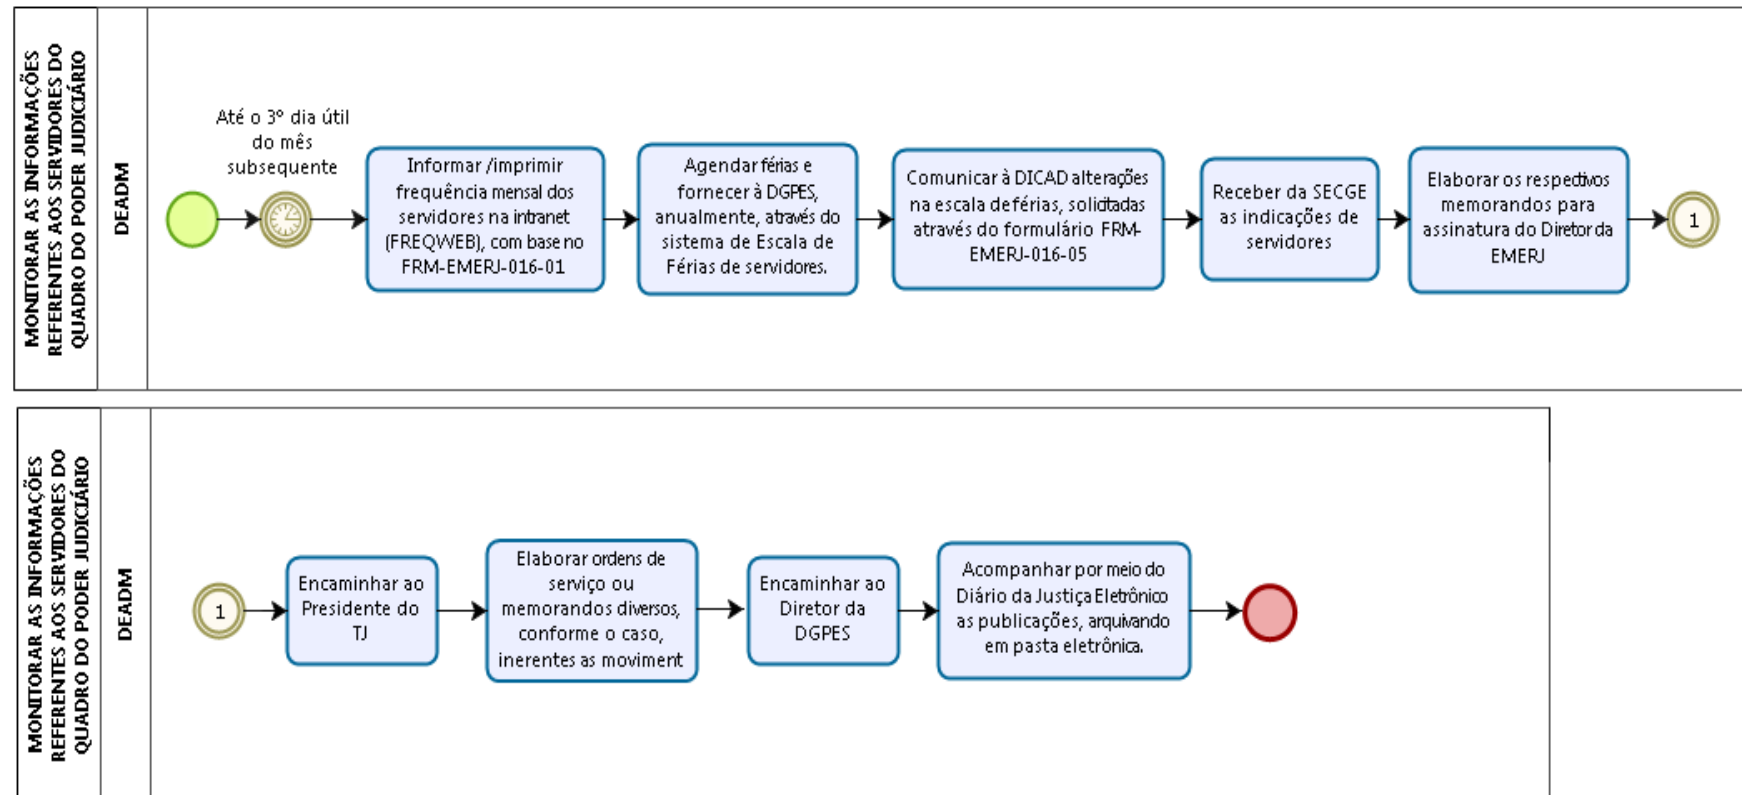 MONITORAR AS INFORMAÇÕES
REFERENTES AOS SERVIDORES DO
QUADRO DO PODER JUDICIÁRIO
DEADM
Até o 3º dia útil
do mês
subsequente
Informar /imprimir
frequência mensal dos
servidores na intranet
(FREQWEB), com base no
FRM-EMERJ-016-01
Agendar férias e
fornecer à DGPES,
anualmente, através do
sistema de Escala de
Férias de servidores.
Comunicar à DICAD alterações
na escala de férias, solicitadas
através do formulário FRM-
EMERJ-016-05
Receber da SECGE
as indicações de
servidores
Elaborar os respectivos
memorandos para
assinatura do Diretor da
EMERJ
1
MONITORAR AS INFORMAÇÕES
REFERENTES AOS SERVIDORES DO
QUADRO DO PODER JUDICIÁRIO
DEADM
1
Encaminhar ao
Presidente do
TJ
Elaborar ordens de
serviço ou
memorandos diversos,
conforme o caso,
inerentes as moviment
Encaminhar ao
Diretor da
DGPES
Acompanhar por meio do
Diário da Justiça Eletrônico
as publicações, arquivando
em pasta eletrônica.